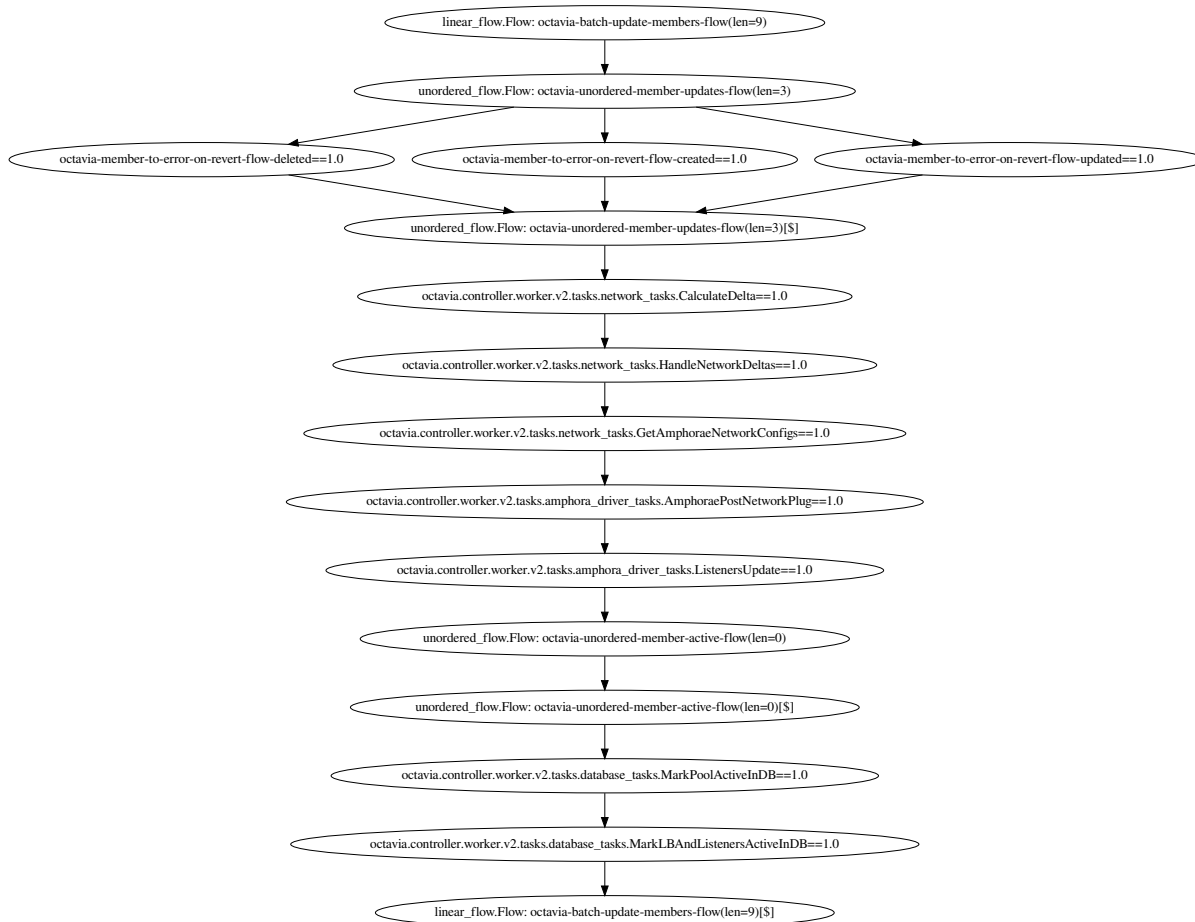 linear_flow.Flow: octavia-batch-update-members-flow(len=9)
unordered_flow.Flow: octavia-unordered-member-updates-flow(len=3)
octavia-member-to-error-on-revert-flow-deleted==1.0
octavia-member-to-error-on-revert-flow-created==1.0
octavia-member-to-error-on-revert-flow-updated==1.0
unordered_flow.Flow: octavia-unordered-member-updates-flow(len=3)[$]
octavia.controller.worker.v2.tasks.network_tasks.CalculateDelta==1.0
octavia.controller.worker.v2.tasks.network_tasks.HandleNetworkDeltas==1.0
octavia.controller.worker.v2.tasks.network_tasks.GetAmphoraeNetworkConfigs==1.0
octavia.controller.worker.v2.tasks.amphora_driver_tasks.AmphoraePostNetworkPlug==1.0
octavia.controller.worker.v2.tasks.amphora_driver_tasks.ListenersUpdate==1.0
unordered_flow.Flow: octavia-unordered-member-active-flow(len=0)
unordered_flow.Flow: octavia-unordered-member-active-flow(len=0)[$]
octavia.controller.worker.v2.tasks.database_tasks.MarkPoolActiveInDB==1.0
octavia.controller.worker.v2.tasks.database_tasks.MarkLBAndListenersActiveInDB==1.0
linear_flow.Flow: octavia-batch-update-members-flow(len=9)[$]